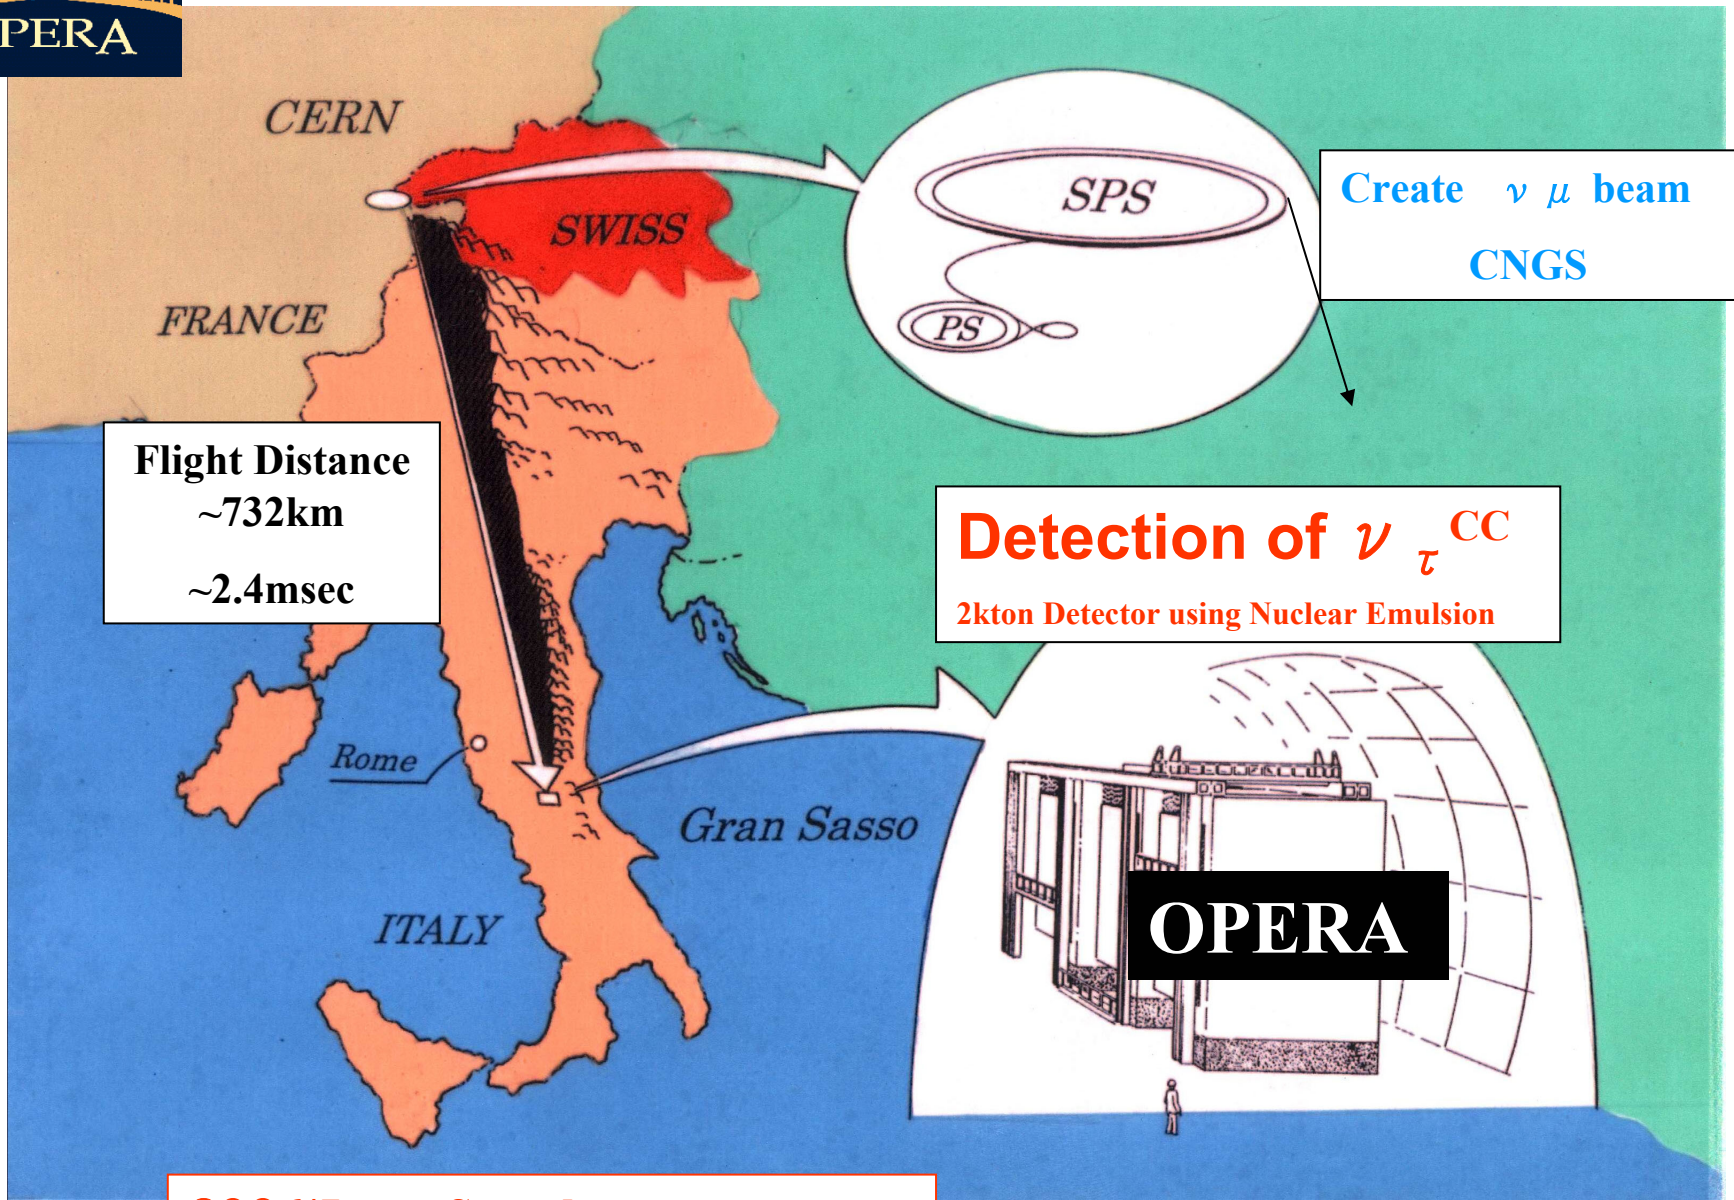 PERA
CERN
SWISS
FRANCE
SPS
PS
Create ν μ beam
CNGS
Flight Distance
~732km
~2.4msec
Detection of ν τ CC
2kton Detector using Nuclear Emulsion
Rome
Gran Sasso
ITALY
OPERA